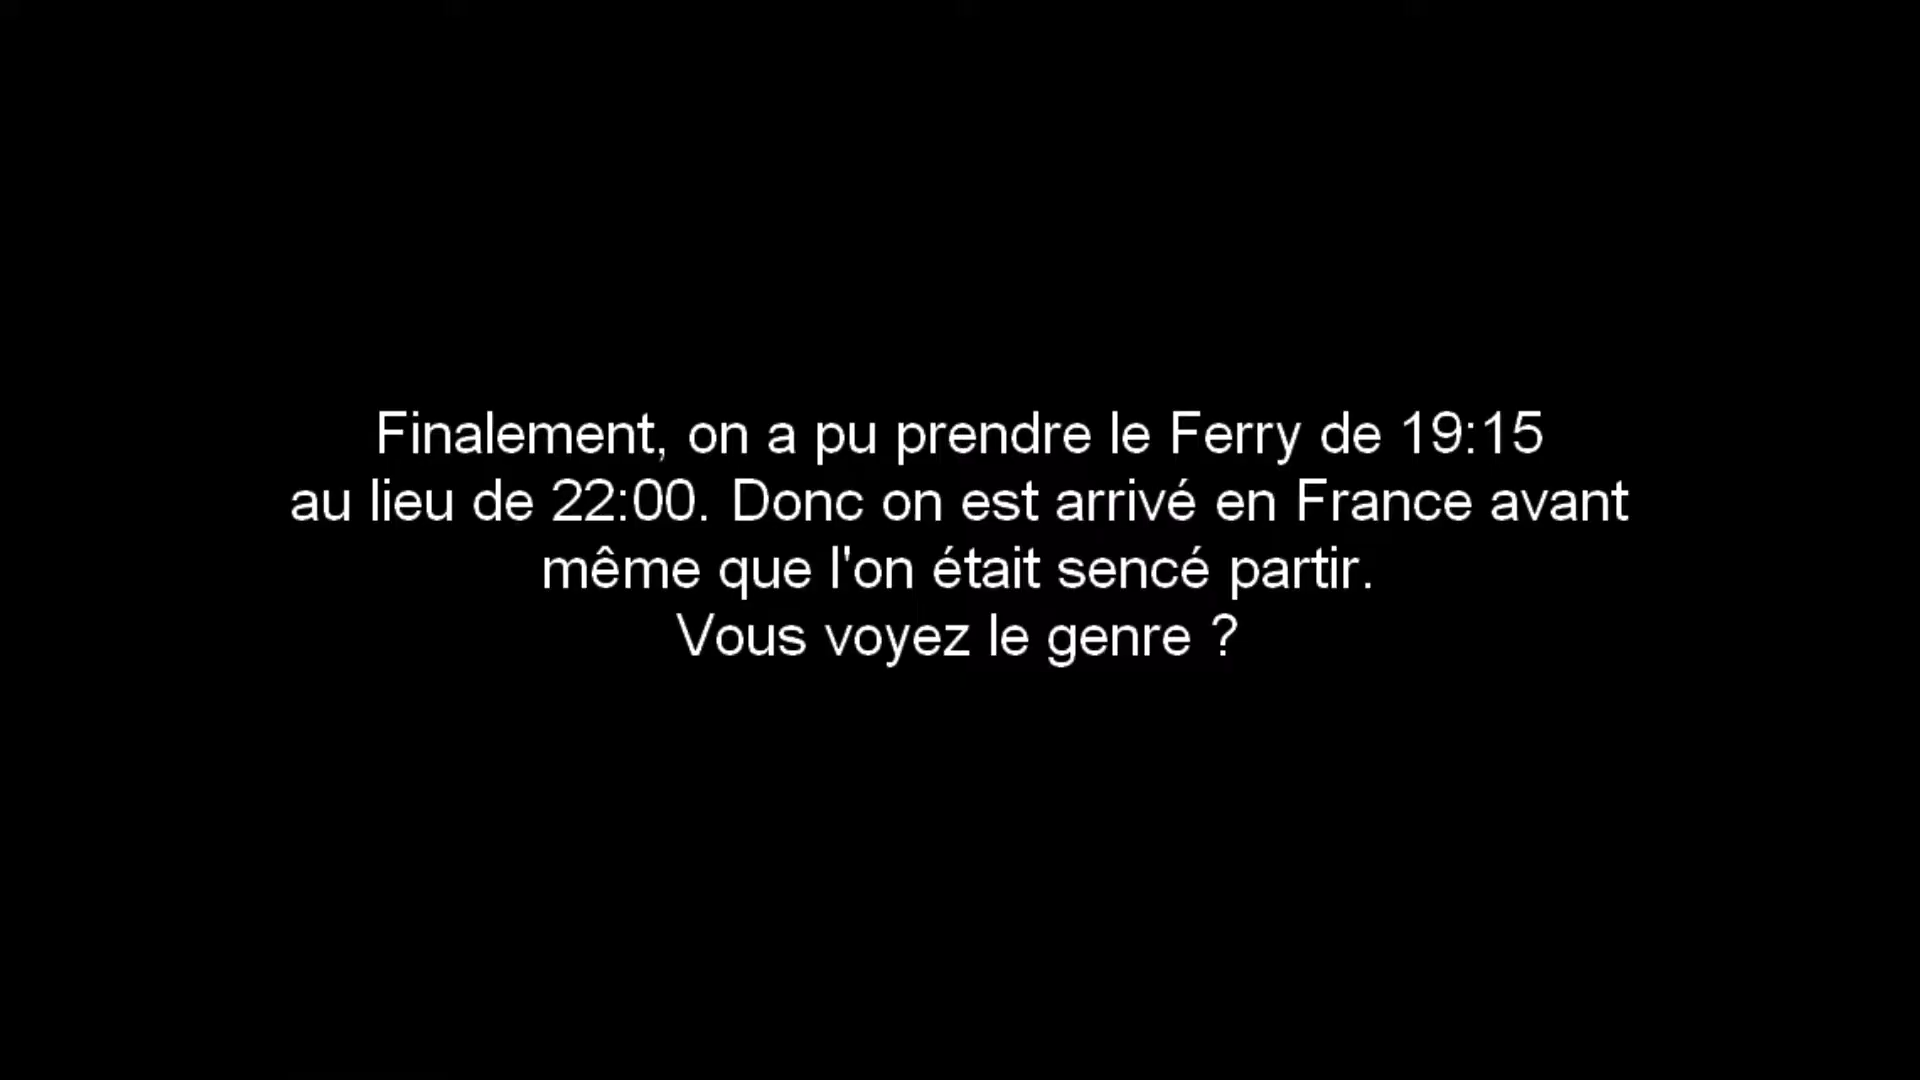 Finalement, on a pu prendre le Ferry de 19:15
au lieu de 22:00. Donc on est arrivé en France avant
même que l'on était sencé partir.
Vous voyez le genre ?